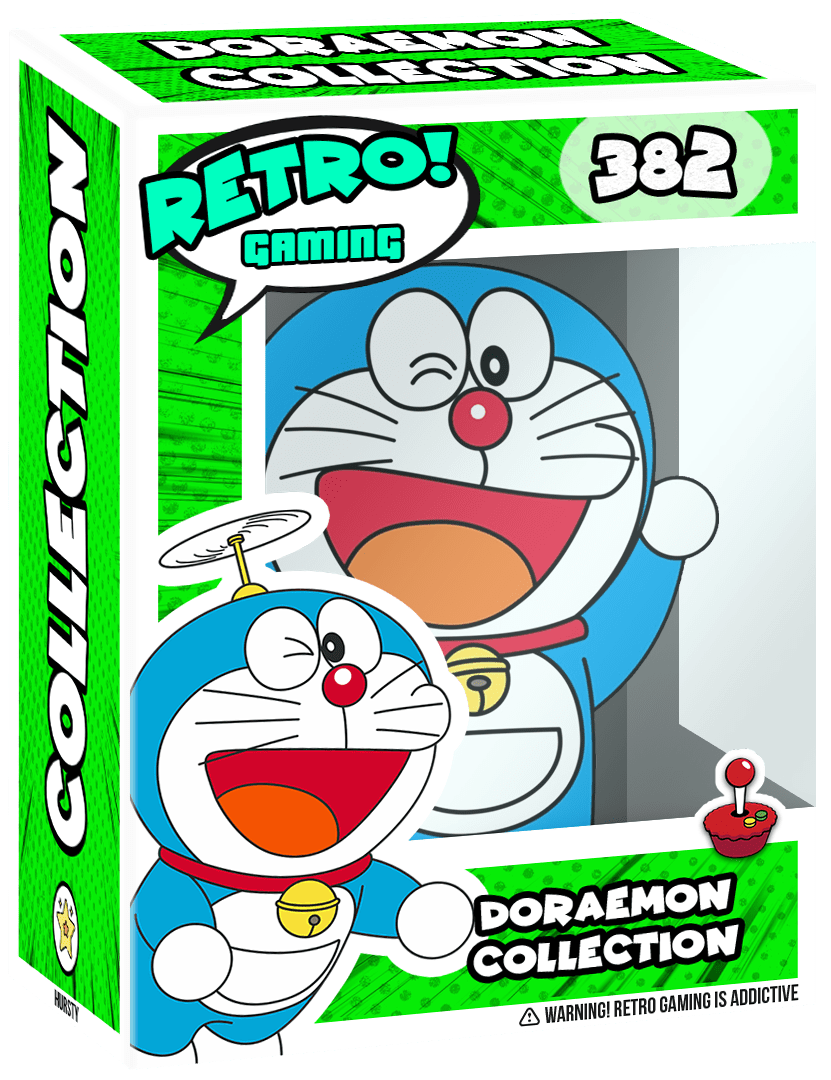 DORAEMON
COLLECTION
RETRO!
GAMING
382
COLLECTION
HURSTY
DORAEMON
COLLECTION
WARNING! RETRO GAMING IS ADDICTIVE